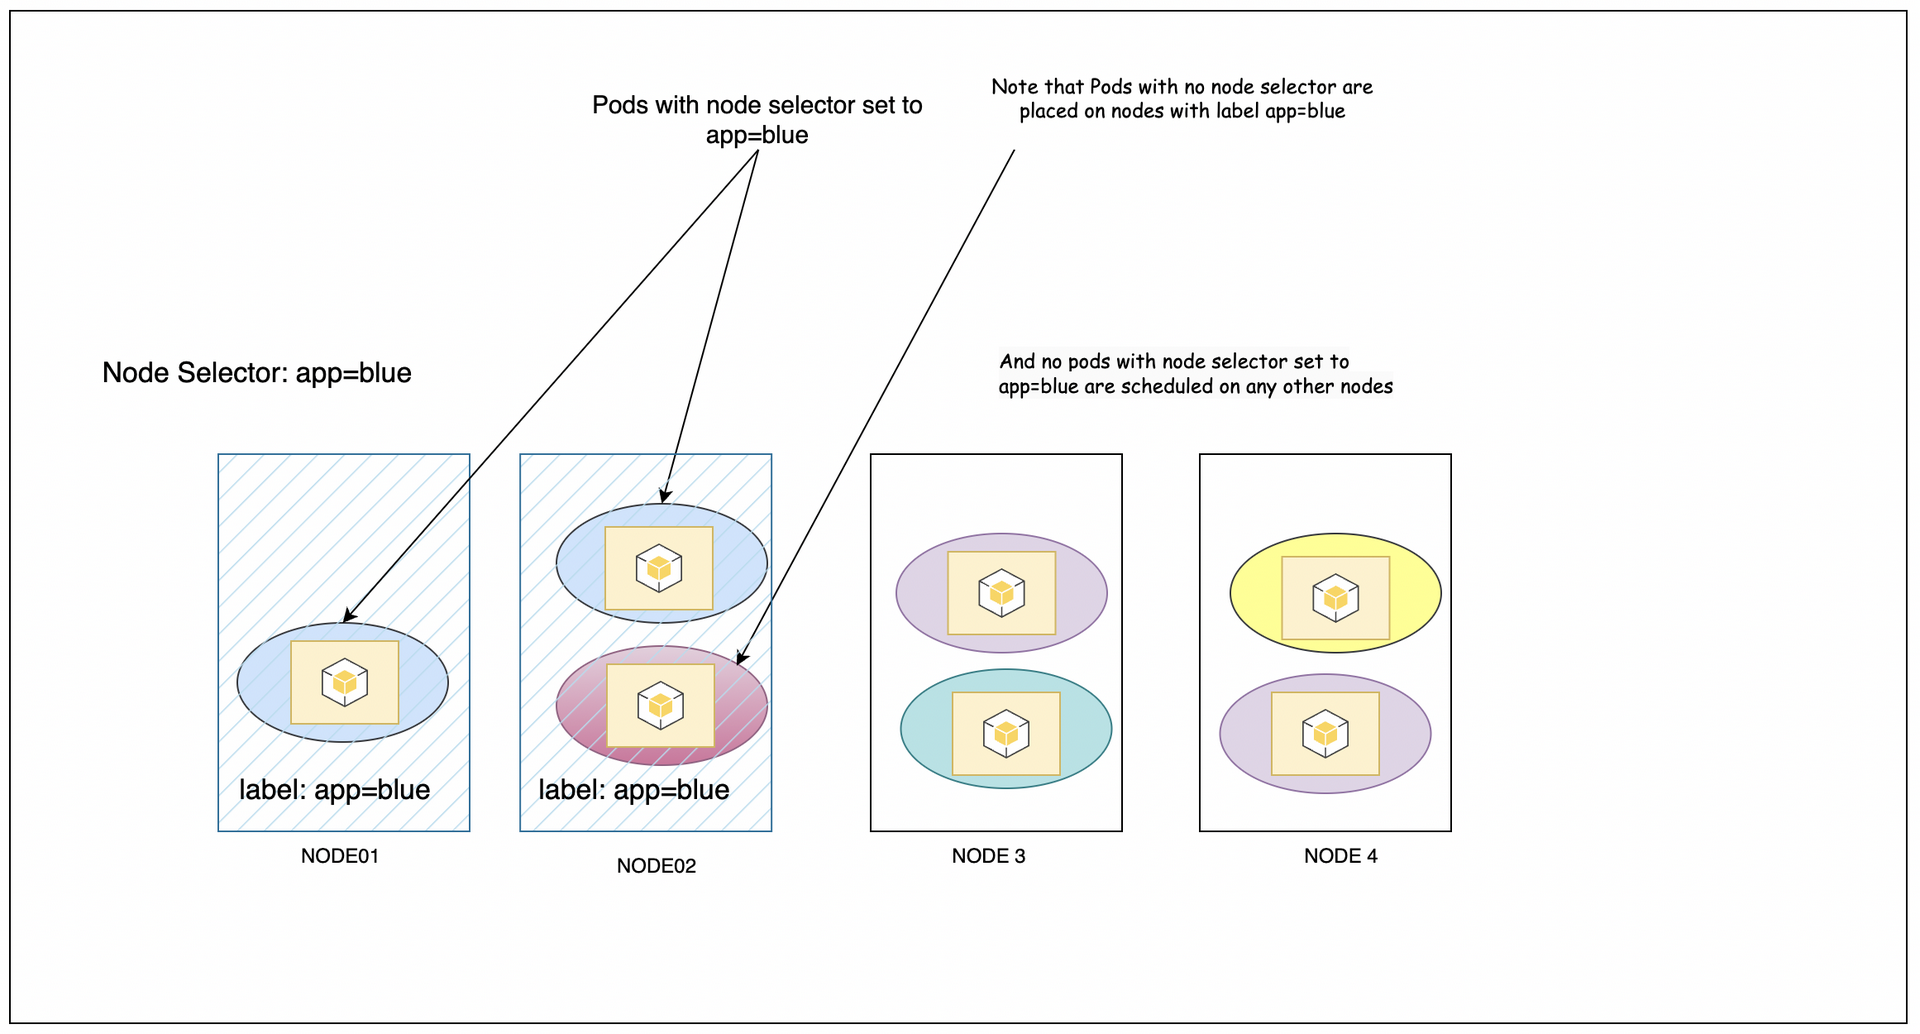 Pods with node selector set to
app=blue
Note that Pods with no node selector are
placed on nodes with label app=blue
Node Selector: app=blue
And no pods with node selector set to
app=blue are scheduled on any other nodes
label: app=blue
label: app=blue
NODE01
NODE02
NODE 3
NODE 4